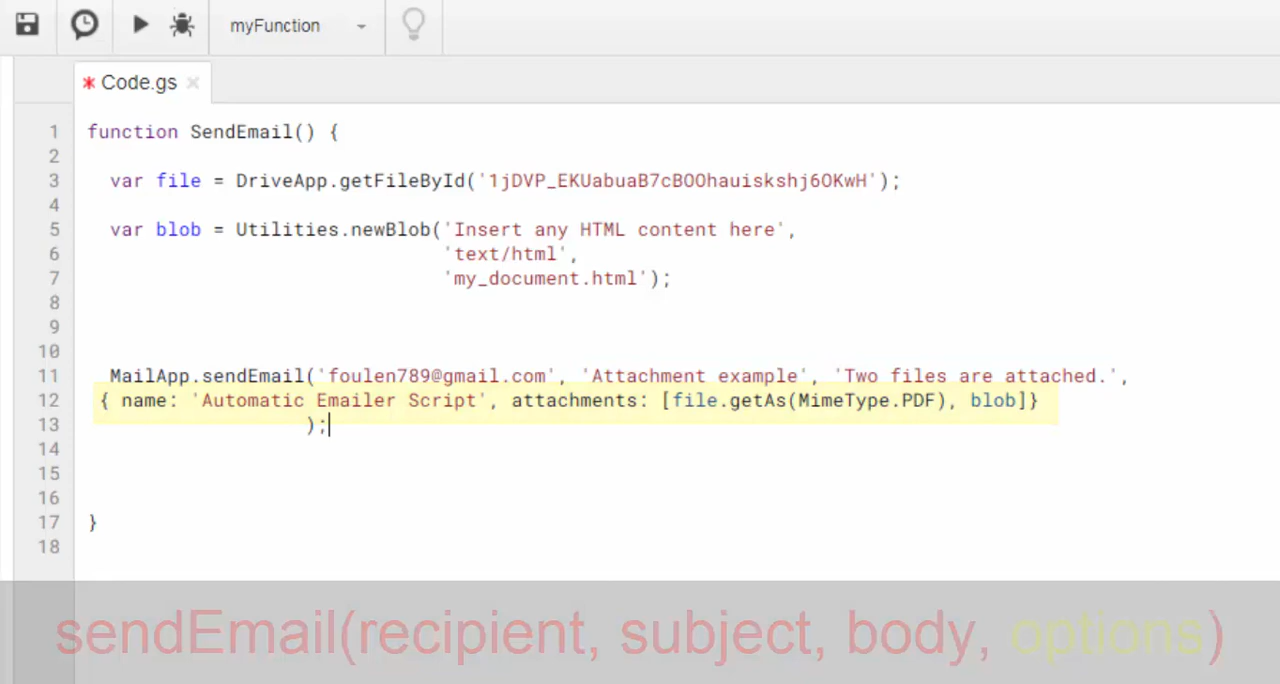 myFunction
* Code.gs ×
1 function SendEmail() {
2
3 var file = DriveApp.getFileById('1jDVP_EKUabuaB7cBOOhauiskshj6OKwH');
4
5 var blob = Utilities.newBlob('Insert any HTML content here',
6 'text/html',
7 'my_document.html');
8
9
10
11 MailApp.sendEmail('foulen789@gmail.com', 'Attachment example', 'Two files are attached.',
12 { name: 'Automatic Emailer Script', attachments: [file.getAs(MimeType.PDF), blob]}
13 );
14
15
16
17 }
18
sendEmail(recipient, subject, body, options)